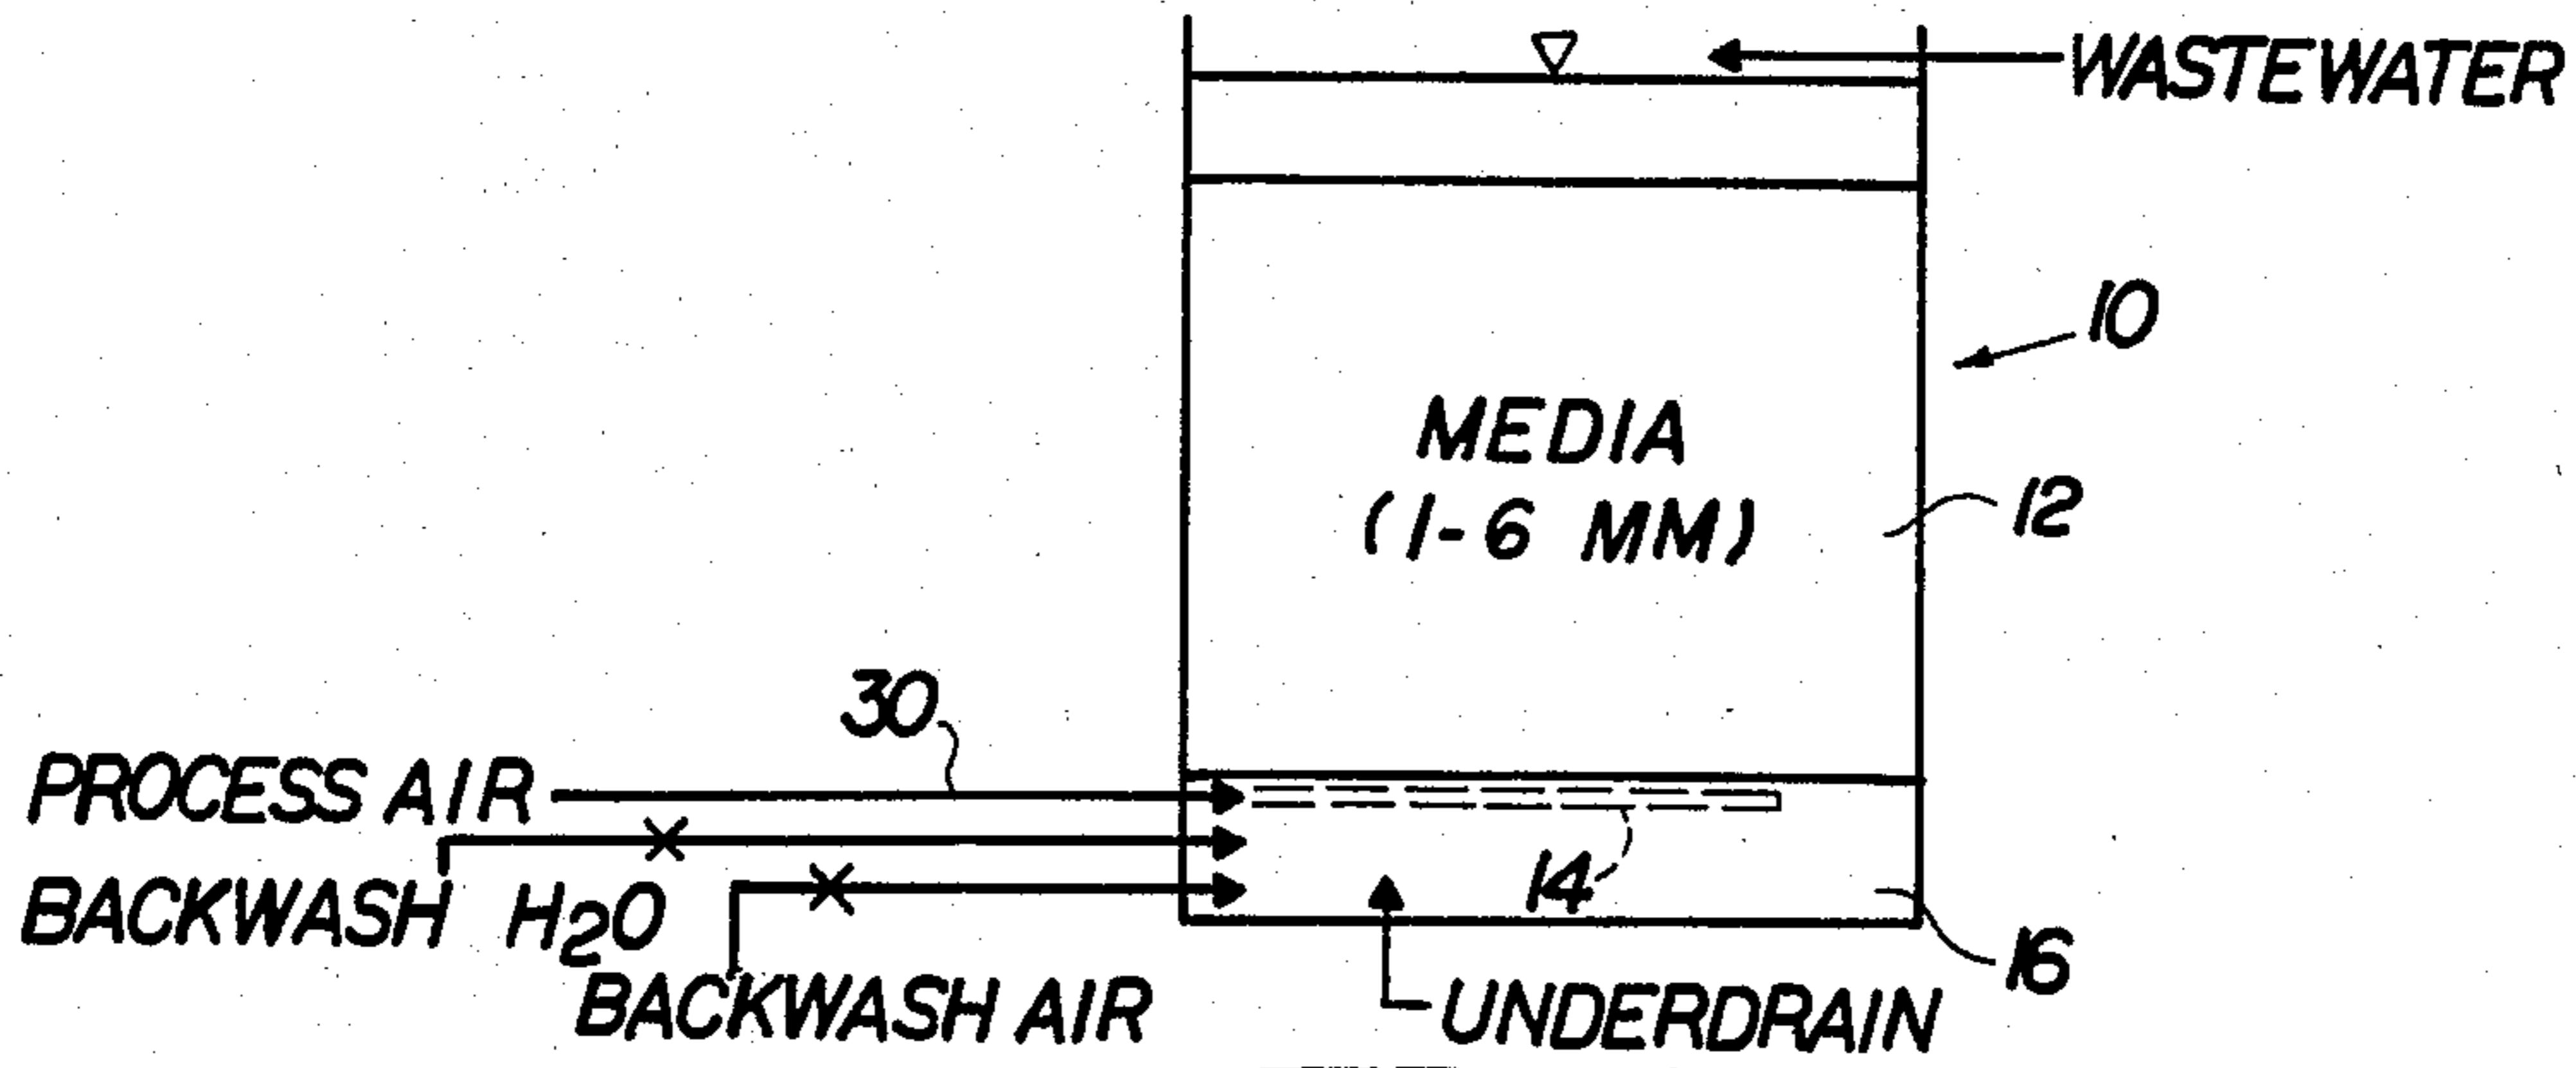 WASTEWATER
10
MEDIA
(1-6 MM)
12
30
PROCESS AIR
BACKWASH H2O
14
16
BACKWASH AIR
UNDERDRAIN